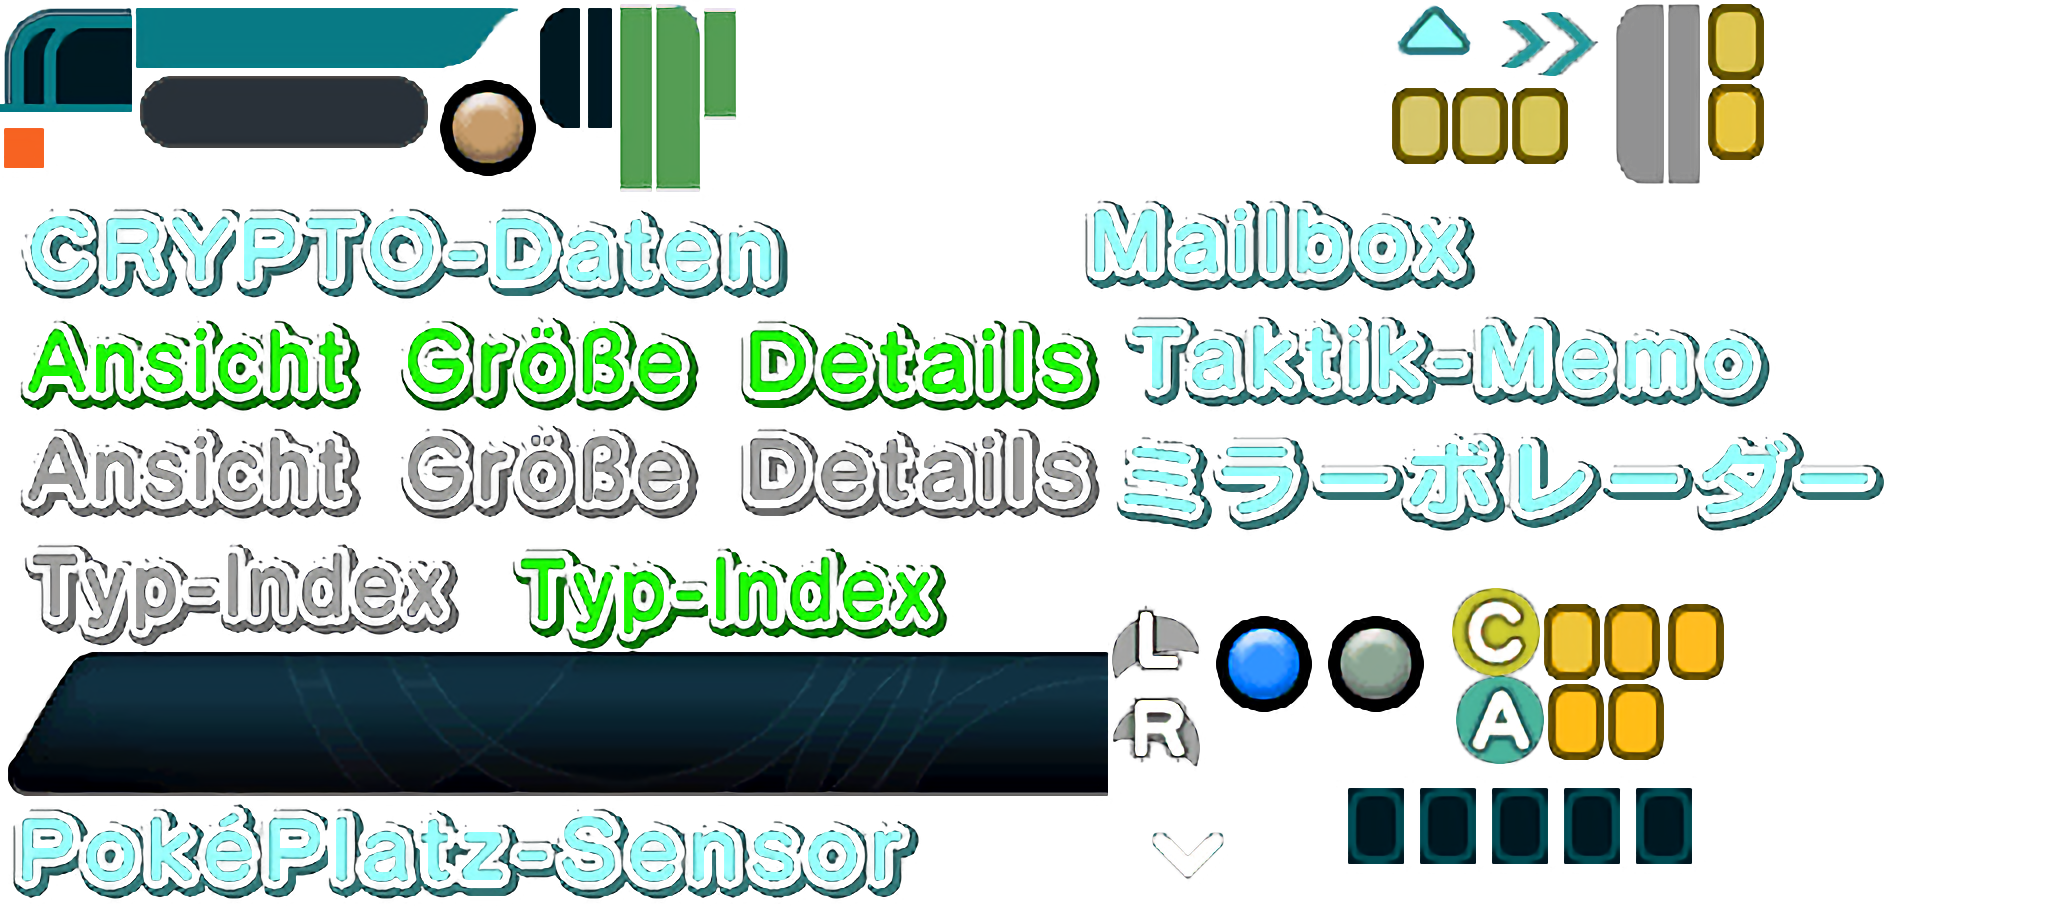 CRYPTO-Daten
Mailbox
Ansicht Größe Details
Taktik-Memo
Ansicht Größe Details
ミラーボレーダー
Typ-Index Typ-Index
L
C
R
A
PokéPlatz-Sensor